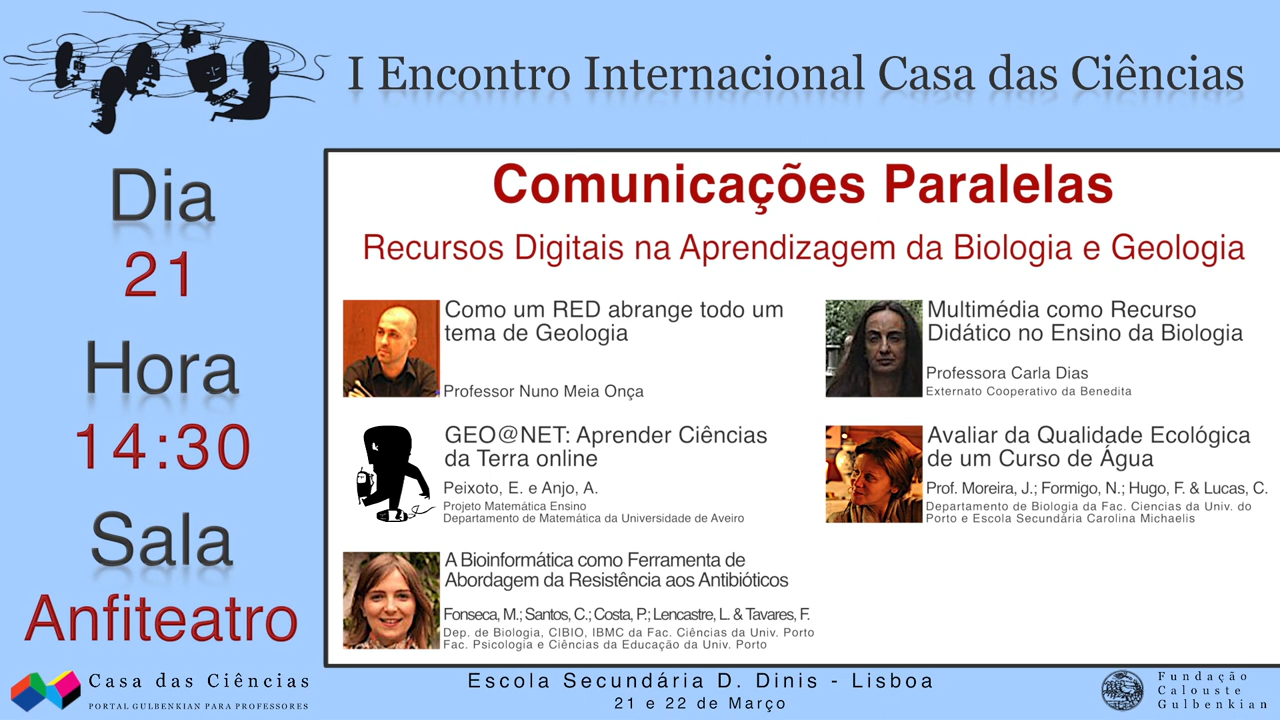 I Encontro Internacional Casa das Ciências
Dia
21
Hora
14:30
Sala
Anfiteatro
Comunicações Paralelas
Recursos Digitais na Aprendizagem da Biologia e Geologia
Como um RED abrange todo um
tema de Geologia
Professor Nuno Meia Onça
Multimédia como Recurso
Didático no Ensino da Biologia
Professora Carla Dias
Externato Cooperativo da Benedita
GEO@NET: Aprender Ciências
da Terra online
Peixoto, E. e Anjo, A.
Projeto Matemática Ensino
Departamento de Matemática da Universidade de Aveiro
Avaliar da Qualidade Ecológica
de um Curso de Água
Prof. Moreira, J.; Formigo, N.; Hugo, F. & Lucas, C.
Departamento de Biologia da Fac. Ciencias da Univ. do
Porto e Escola Secundária Carolina Michaelis
A Bioinformática como Ferramenta de
Abordagem da Resistência aos Antibióticos
Fonseca, M.; Santos, C.; Costa, P.; Lencastre, L. & Tavares, F.
Dep. de Biologia, CIBIO, IBMC da Fac. Ciências da Univ. Porto
Fac. Psicologia e Ciências da Educação da Univ. Porto
Casa das Ciências
PORTAL GULBENKIAN PARA PROFESSORES
Escola Secundária D. Dinis - Lisboa
21 e 22 de Março
Fundação
Calouste
Gulbenkian